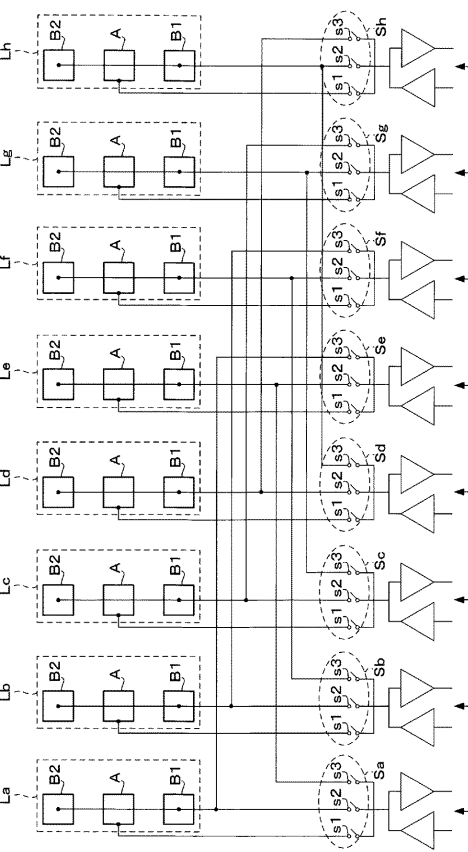 La Lb Lc Ld Le Lf Lg Lh
B2 B2 B2 B2 B2 B2 B2 B2
A A A A A A A A
B1 B1 B1 B1 B1 B1 B1 B1
s1 s2 s3 s1 s2 s3 s1 s2 s3 s1 s2 s3 s1 s2 s3 s1 s2 s3 s1 s2 s3 s1 s2 s3
Sa Sb Sc Sd Se Sf Sg Sh